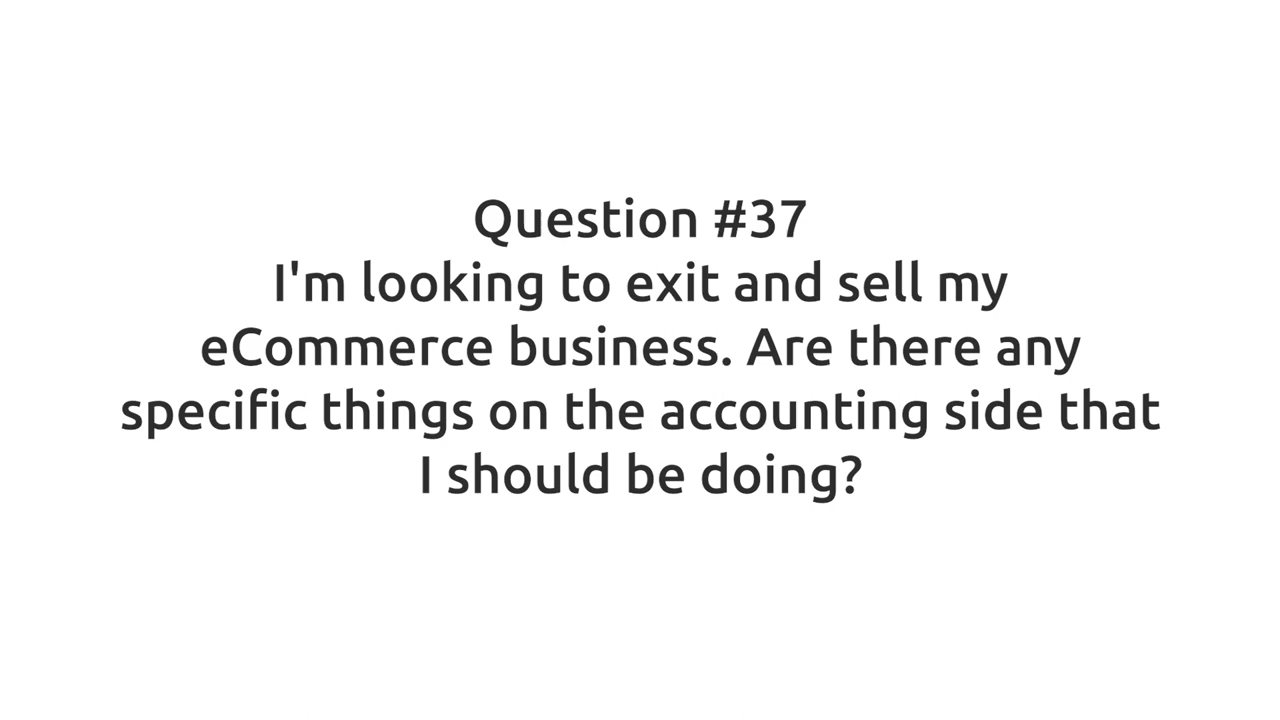 Question #37
I'm looking to exit and sell my
eCommerce business. Are there any
specific things on the accounting side that
I should be doing?